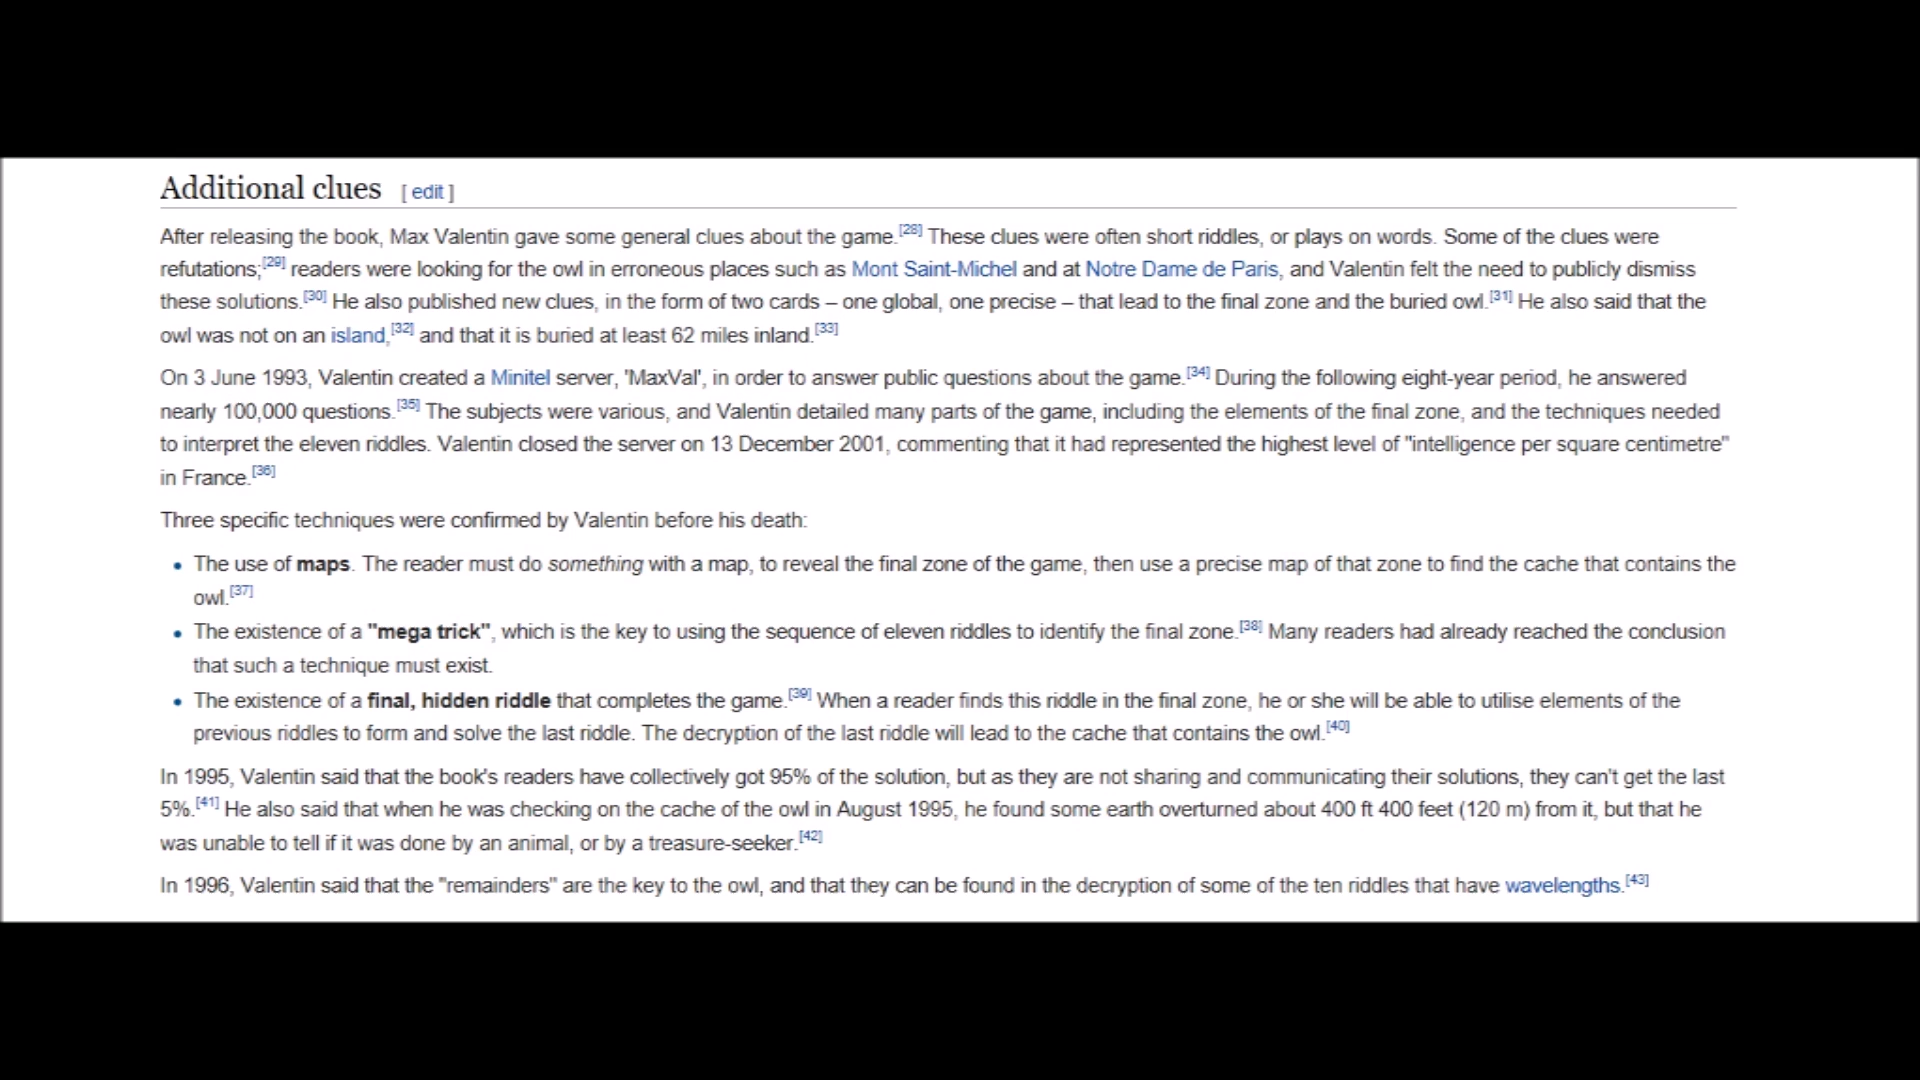 Additional clues [ edit ]
After releasing the book, Max Valentin gave some general clues about the game.[28] These clues were often short riddles, or plays on words. Some of the clues were
refutations;[29] readers were looking for the owl in erroneous places such as Mont Saint-Michel and at Notre Dame de Paris, and Valentin felt the need to publicly dismiss
these solutions.[30] He also published new clues, in the form of two cards – one global, one precise – that lead to the final zone and the buried owl.[31] He also said that the
owl was not on an island,[32] and that it is buried at least 62 miles inland.[33]
On 3 June 1993, Valentin created a Minitel server, 'MaxVal', in order to answer public questions about the game.[34] During the following eight-year period, he answered
nearly 100,000 questions.[35] The subjects were various, and Valentin detailed many parts of the game, including the elements of the final zone, and the techniques needed
to interpret the eleven riddles. Valentin closed the server on 13 December 2001, commenting that it had represented the highest level of "intelligence per square centimetre"
in France.[36]
Three specific techniques were confirmed by Valentin before his death:
• The use of maps. The reader must do something with a map, to reveal the final zone of the game, then use a precise map of that zone to find the cache that contains the
owl.[37]
• The existence of a "mega trick", which is the key to using the sequence of eleven riddles to identify the final zone.[38] Many readers had already reached the conclusion
that such a technique must exist.
• The existence of a final, hidden riddle that completes the game.[39] When a reader finds this riddle in the final zone, he or she will be able to utilise elements of the
previous riddles to form and solve the last riddle. The decryption of the last riddle will lead to the cache that contains the owl.[40]
In 1995, Valentin said that the book's readers have collectively got 95% of the solution, but as they are not sharing and communicating their solutions, they can't get the last
5%.[41] He also said that when he was checking on the cache of the owl in August 1995, he found some earth overturned about 400 ft 400 feet (120 m) from it, but that he
was unable to tell if it was done by an animal, or by a treasure-seeker.[42]
In 1996, Valentin said that the "remainders" are the key to the owl, and that they can be found in the decryption of some of the ten riddles that have wavelengths.[43]